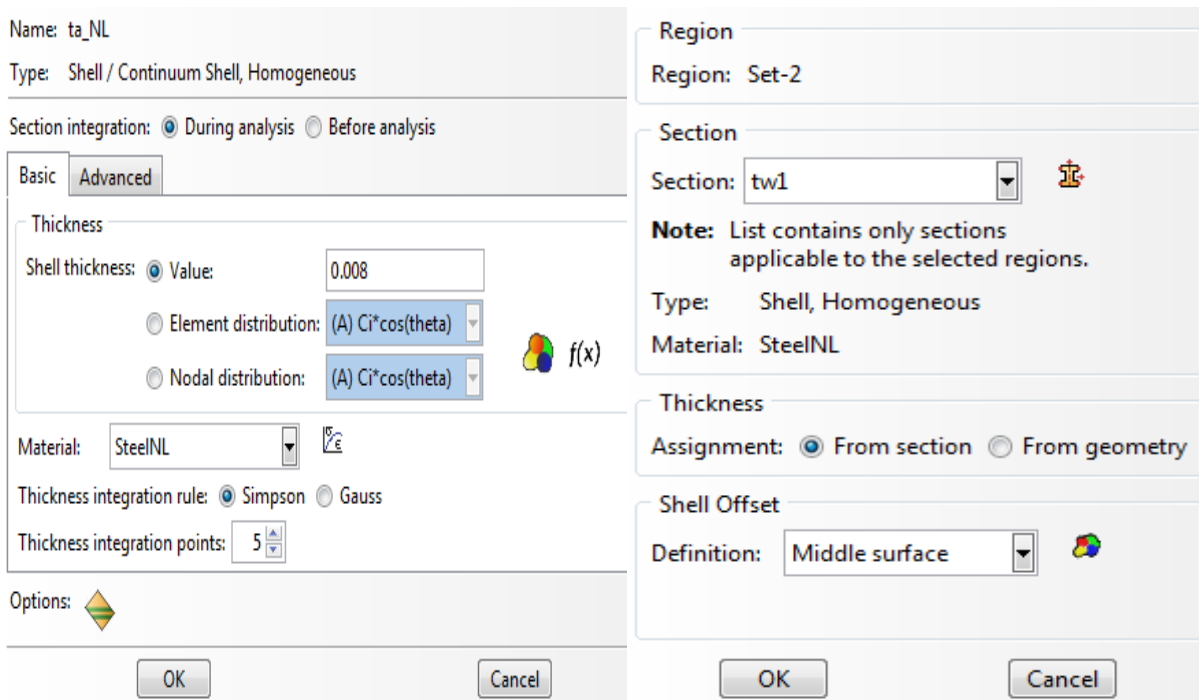 Name: ta_NL
Type: Shell / Continuum Shell, Homogeneous
Section integration: During analysis Before analysis
Basic Advanced
Thickness
Shell thickness: Value: 0.008
Element distribution: (A) Ci*cos(theta)
Nodal distribution: (A) Ci*cos(theta)
f(x)
Material: SteelNL σ ε
Thickness integration rule: Simpson Gauss
Thickness integration points: 5
Options:
OK Cancel
Region
Region: Set-2
Section
Section: tw1
Note: List contains only sections
applicable to the selected regions.
Type: Shell, Homogeneous
Material: SteelNL
Thickness
Assignment: From section From geometry
Shell Offset
Definition: Middle surface
OK Cancel